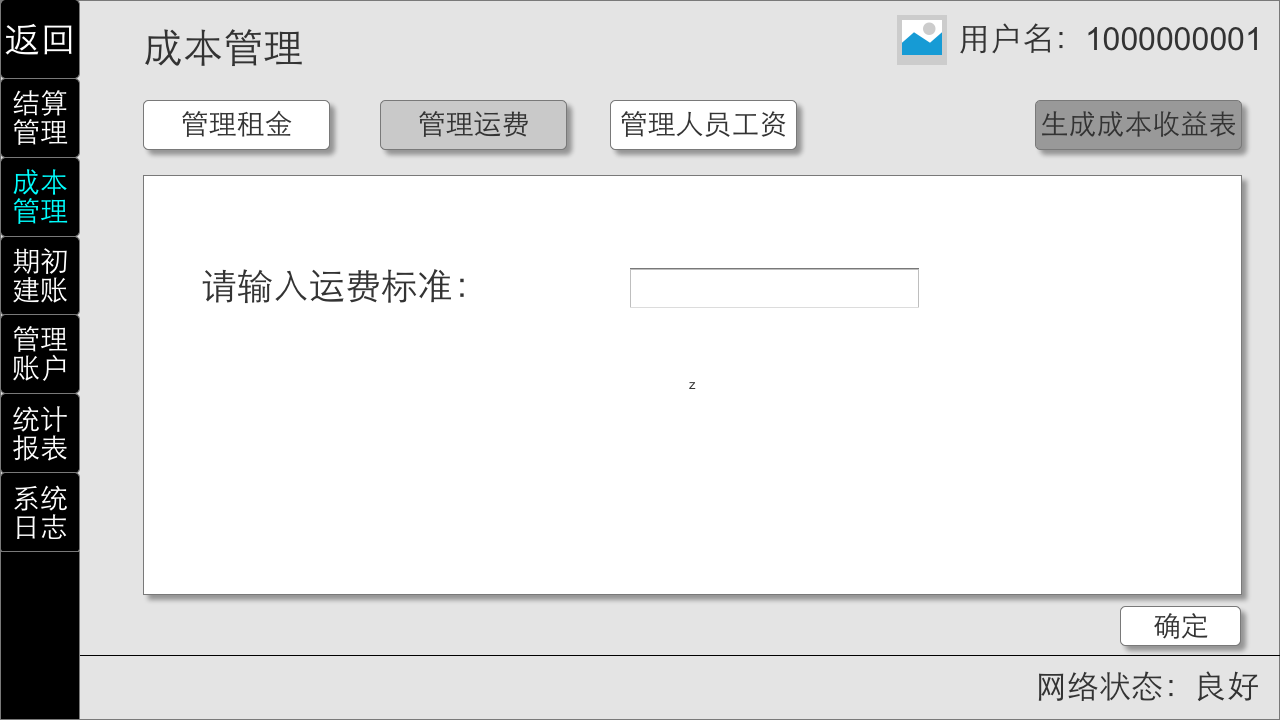 返回
成本管理
用户名：1000000001
结算
管理
成本
管理
期初
建账
管理
账户
统计
报表
系统
日志
管理租金
管理运费
管理人员工资
生成成本收益表
请输入运费标准：
z
确定
网络状态：良好